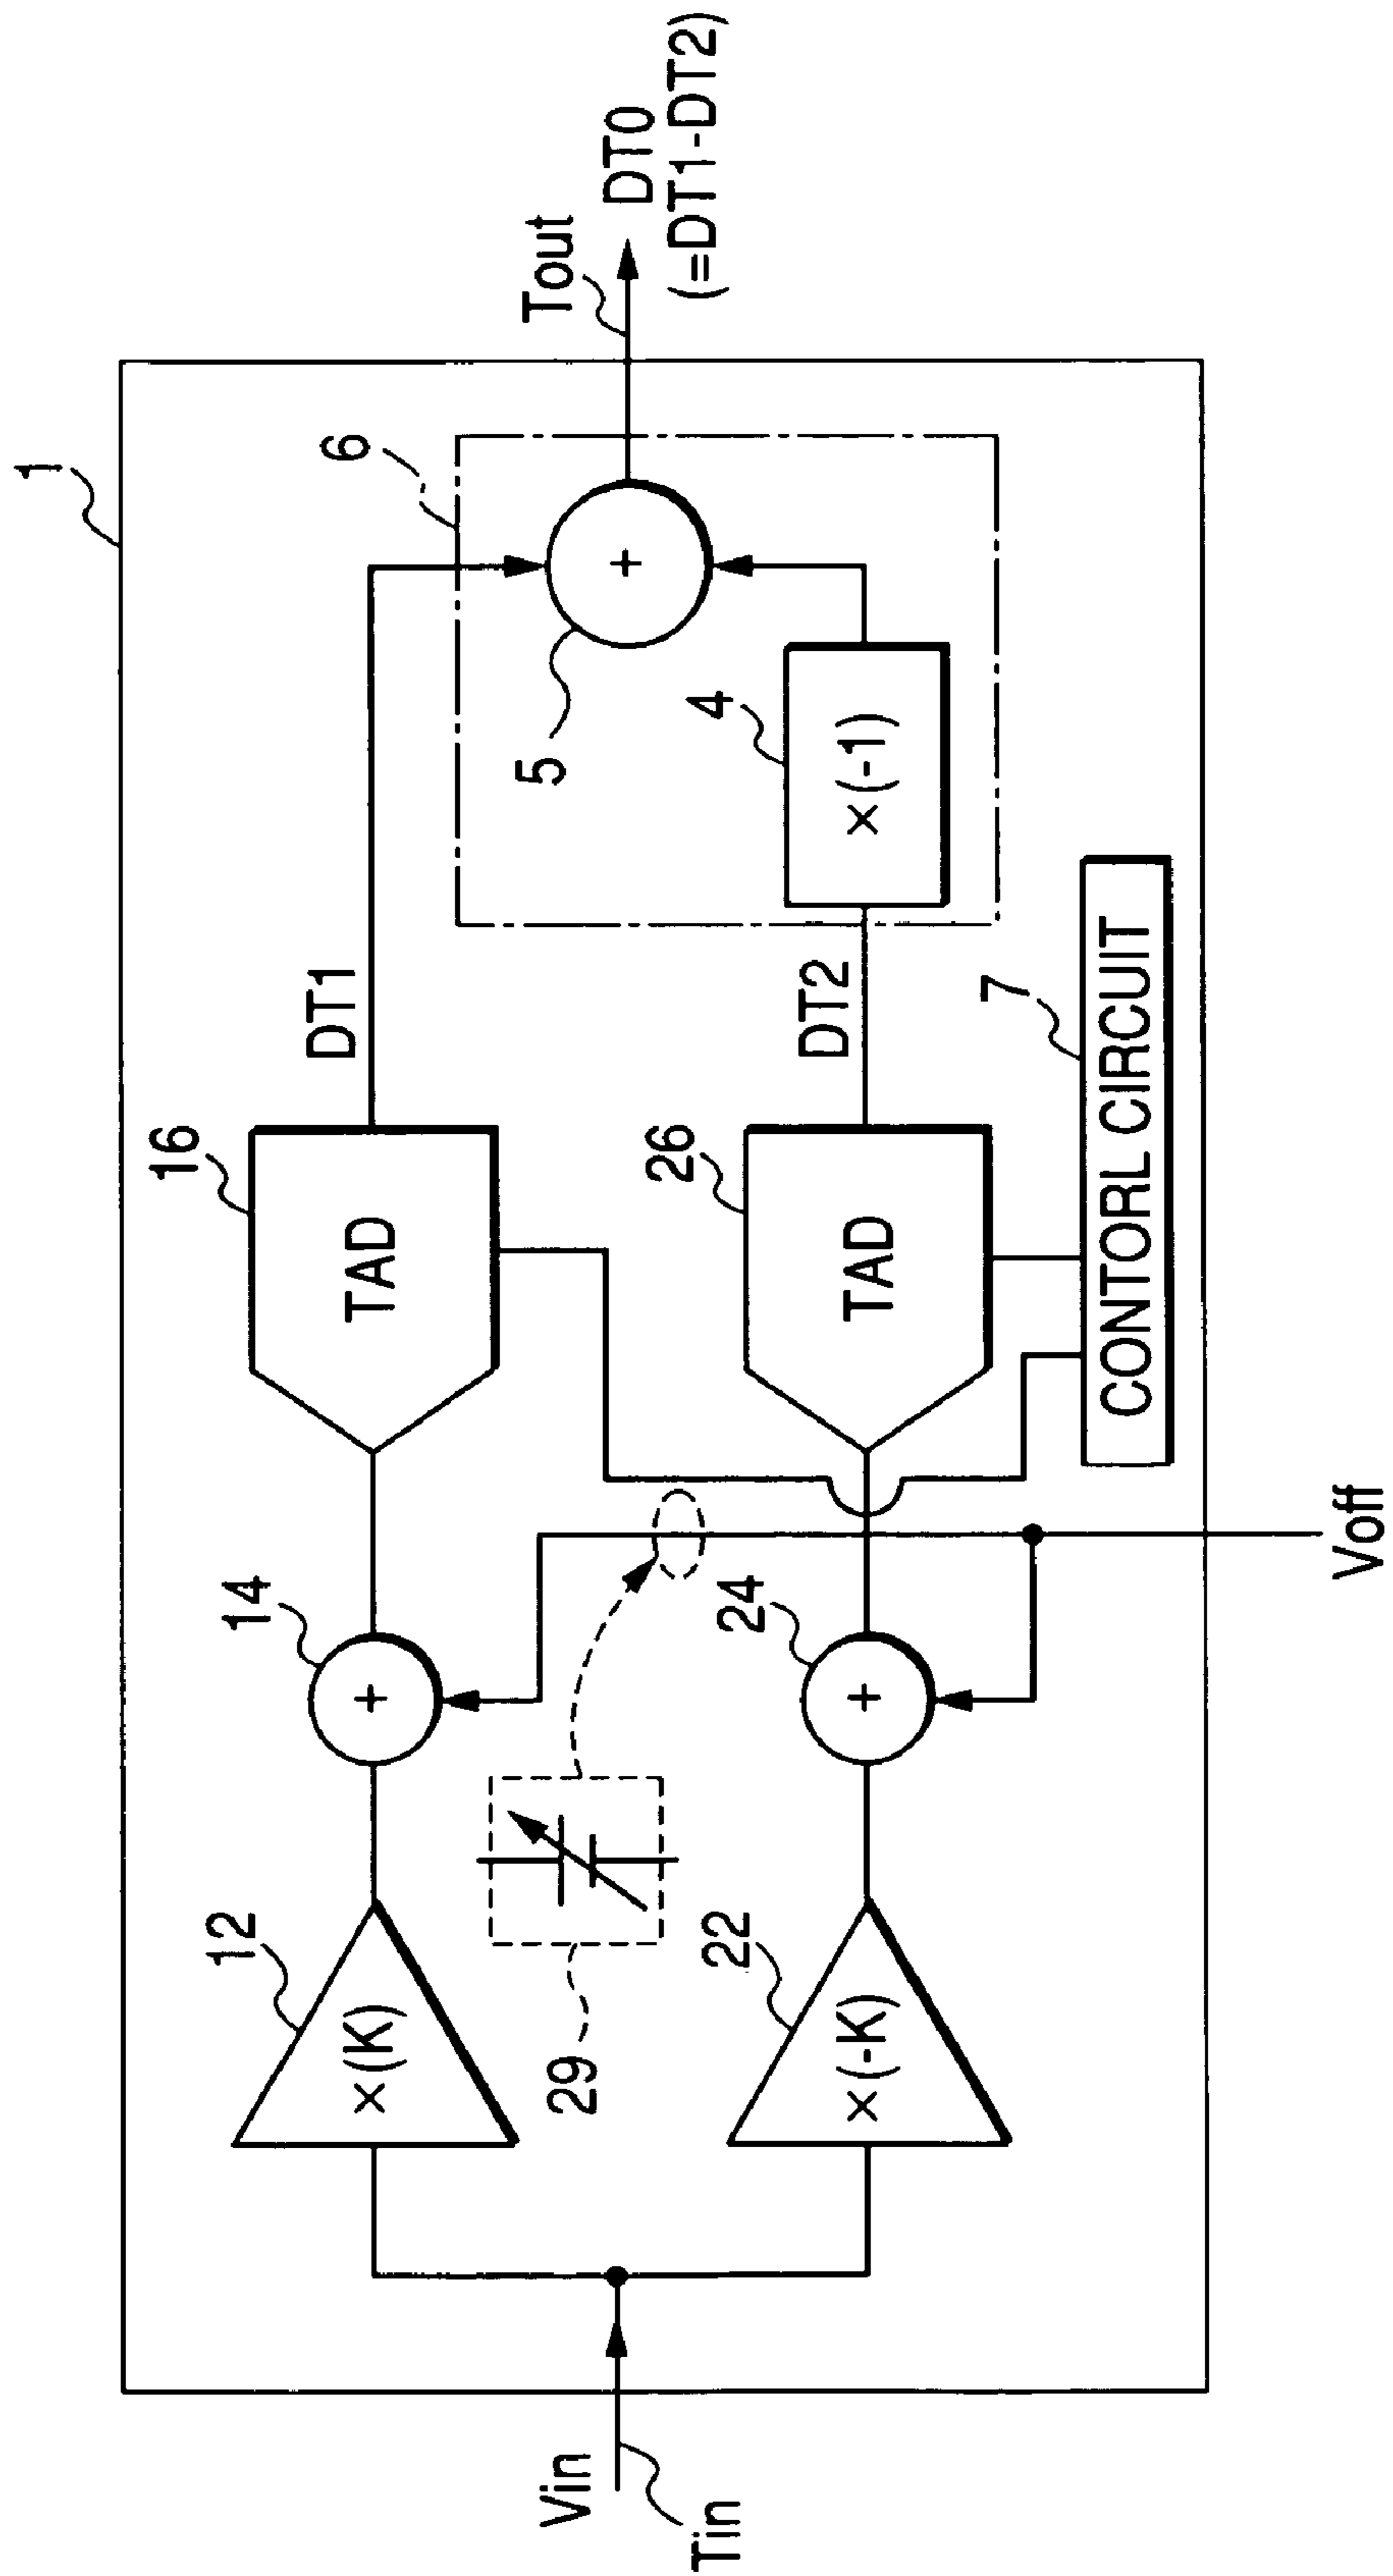 1
Tout
DT0
(=DT1-DT2)
6
5
+
4
×(-1)
DT1
DT2
16
TAD
26
TAD
7
CONTORL CIRCUIT
14
+
24
+
Voff
12
×(K)
29
22
×(-K)
Vin
Tin